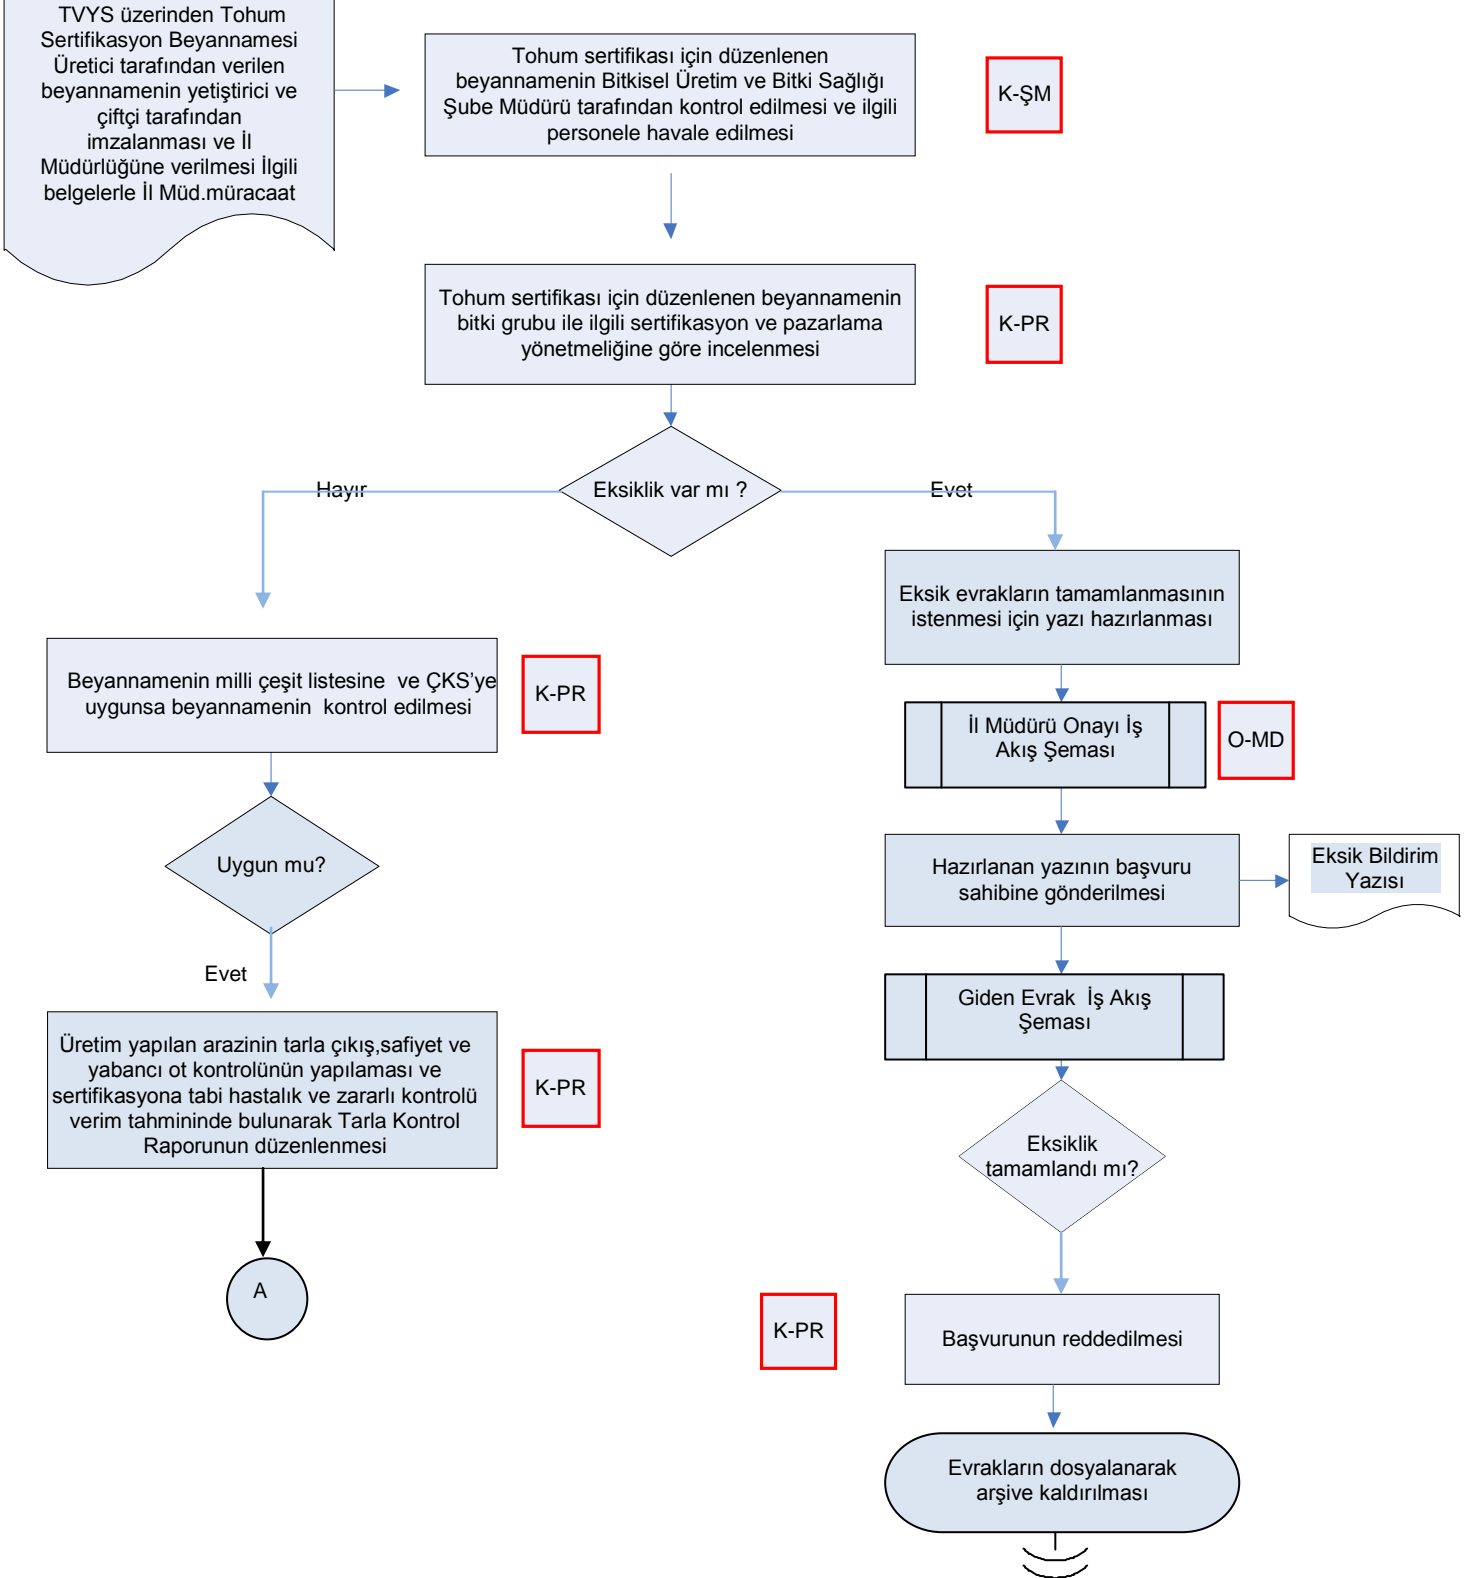 TVYS üzerinden Tohum
Sertifikasyon Beyannamesi
Üretici tarafından verilen
beyannamenin yetiştirici ve
çiftçi tarafından
imzalanması ve İl
Müdürlüğüne verilmesi İlgili
belgelerle İl Müd.müracaat
Tohum sertifikası için düzenlenen
beyannamenin Bitkisel Üretim ve Bitki Sağlığı
Şube Müdürü tarafından kontrol edilmesi ve ilgili
personele havale edilmesi
K-ŞM
Tohum sertifikası için düzenlenen beyannamenin
bitki grubu ile ilgili sertifikasyon ve pazarlama
yönetmeliğine göre incelenmesi
K-PR
Hayır
Eksiklik var mı ?
Evet
Eksik evrakların tamamlanmasının
istenmesi için yazı hazırlanması
Beyannamenin milli çeşit listesine  ve ÇKS’ye
uygunsa beyannamenin  kontrol edilmesi
K-PR
İl Müdürü Onayı İş
Akış Şeması
O-MD
Uygun mu?
Hazırlanan yazının başvuru
sahibine gönderilmesi
Eksik Bildirim
Yazısı
Evet
Giden Evrak  İş Akış
Şeması
Üretim yapılan arazinin tarla çıkış,safiyet ve
yabancı ot kontrolünün yapılaması ve
sertifikasyona tabi hastalık ve zararlı kontrolü
verim tahmininde bulunarak Tarla Kontrol
Raporunun düzenlenmesi
K-PR
Eksiklik
tamamlandı mı?
A
K-PR
Başvurunun reddedilmesi
Evrakların dosyalanarak
arşive kaldırılması